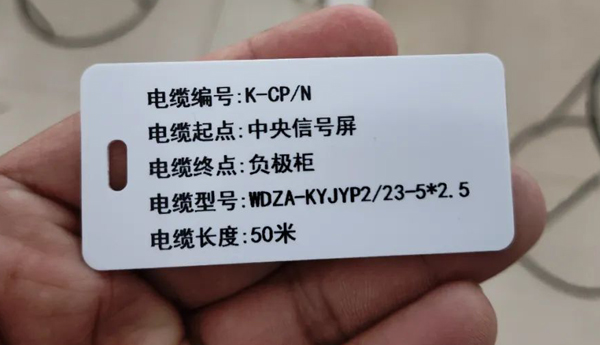 电缆编号:K-CP/N
电缆起点:中央信号屏
电缆终点:负极柜
电缆型号:WDZA-KYJYP2/23-5*2.5
电缆长度:50米